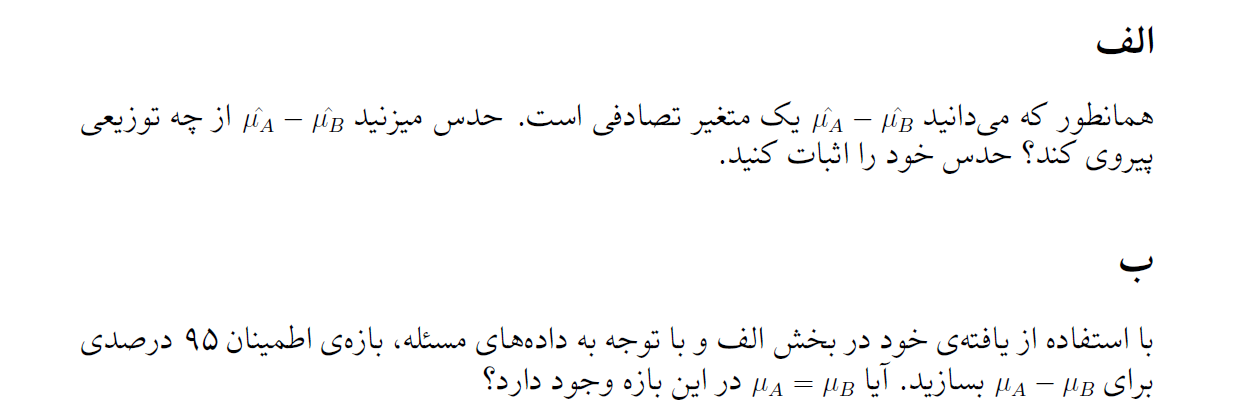 الف
همانطور که می‌دانید $\hat{\mu_A} - \hat{\mu_B}$ یک متغیر تصادفی است. حدس میزنید $\hat{\mu_A} - \hat{\mu_B}$ از چه توزیعی
پیروی کند؟ حدس خود را اثبات کنید.
ب
با استفاده از یافته‌ی خود در بخش الف و با توجه به داده‌های مسئله، بازه‌ی اطمینان ۹۵ درصدی
برای $\mu_A - \mu_B$ بسازید. آیا $\mu_A = \mu_B$ در این بازه وجود دارد؟